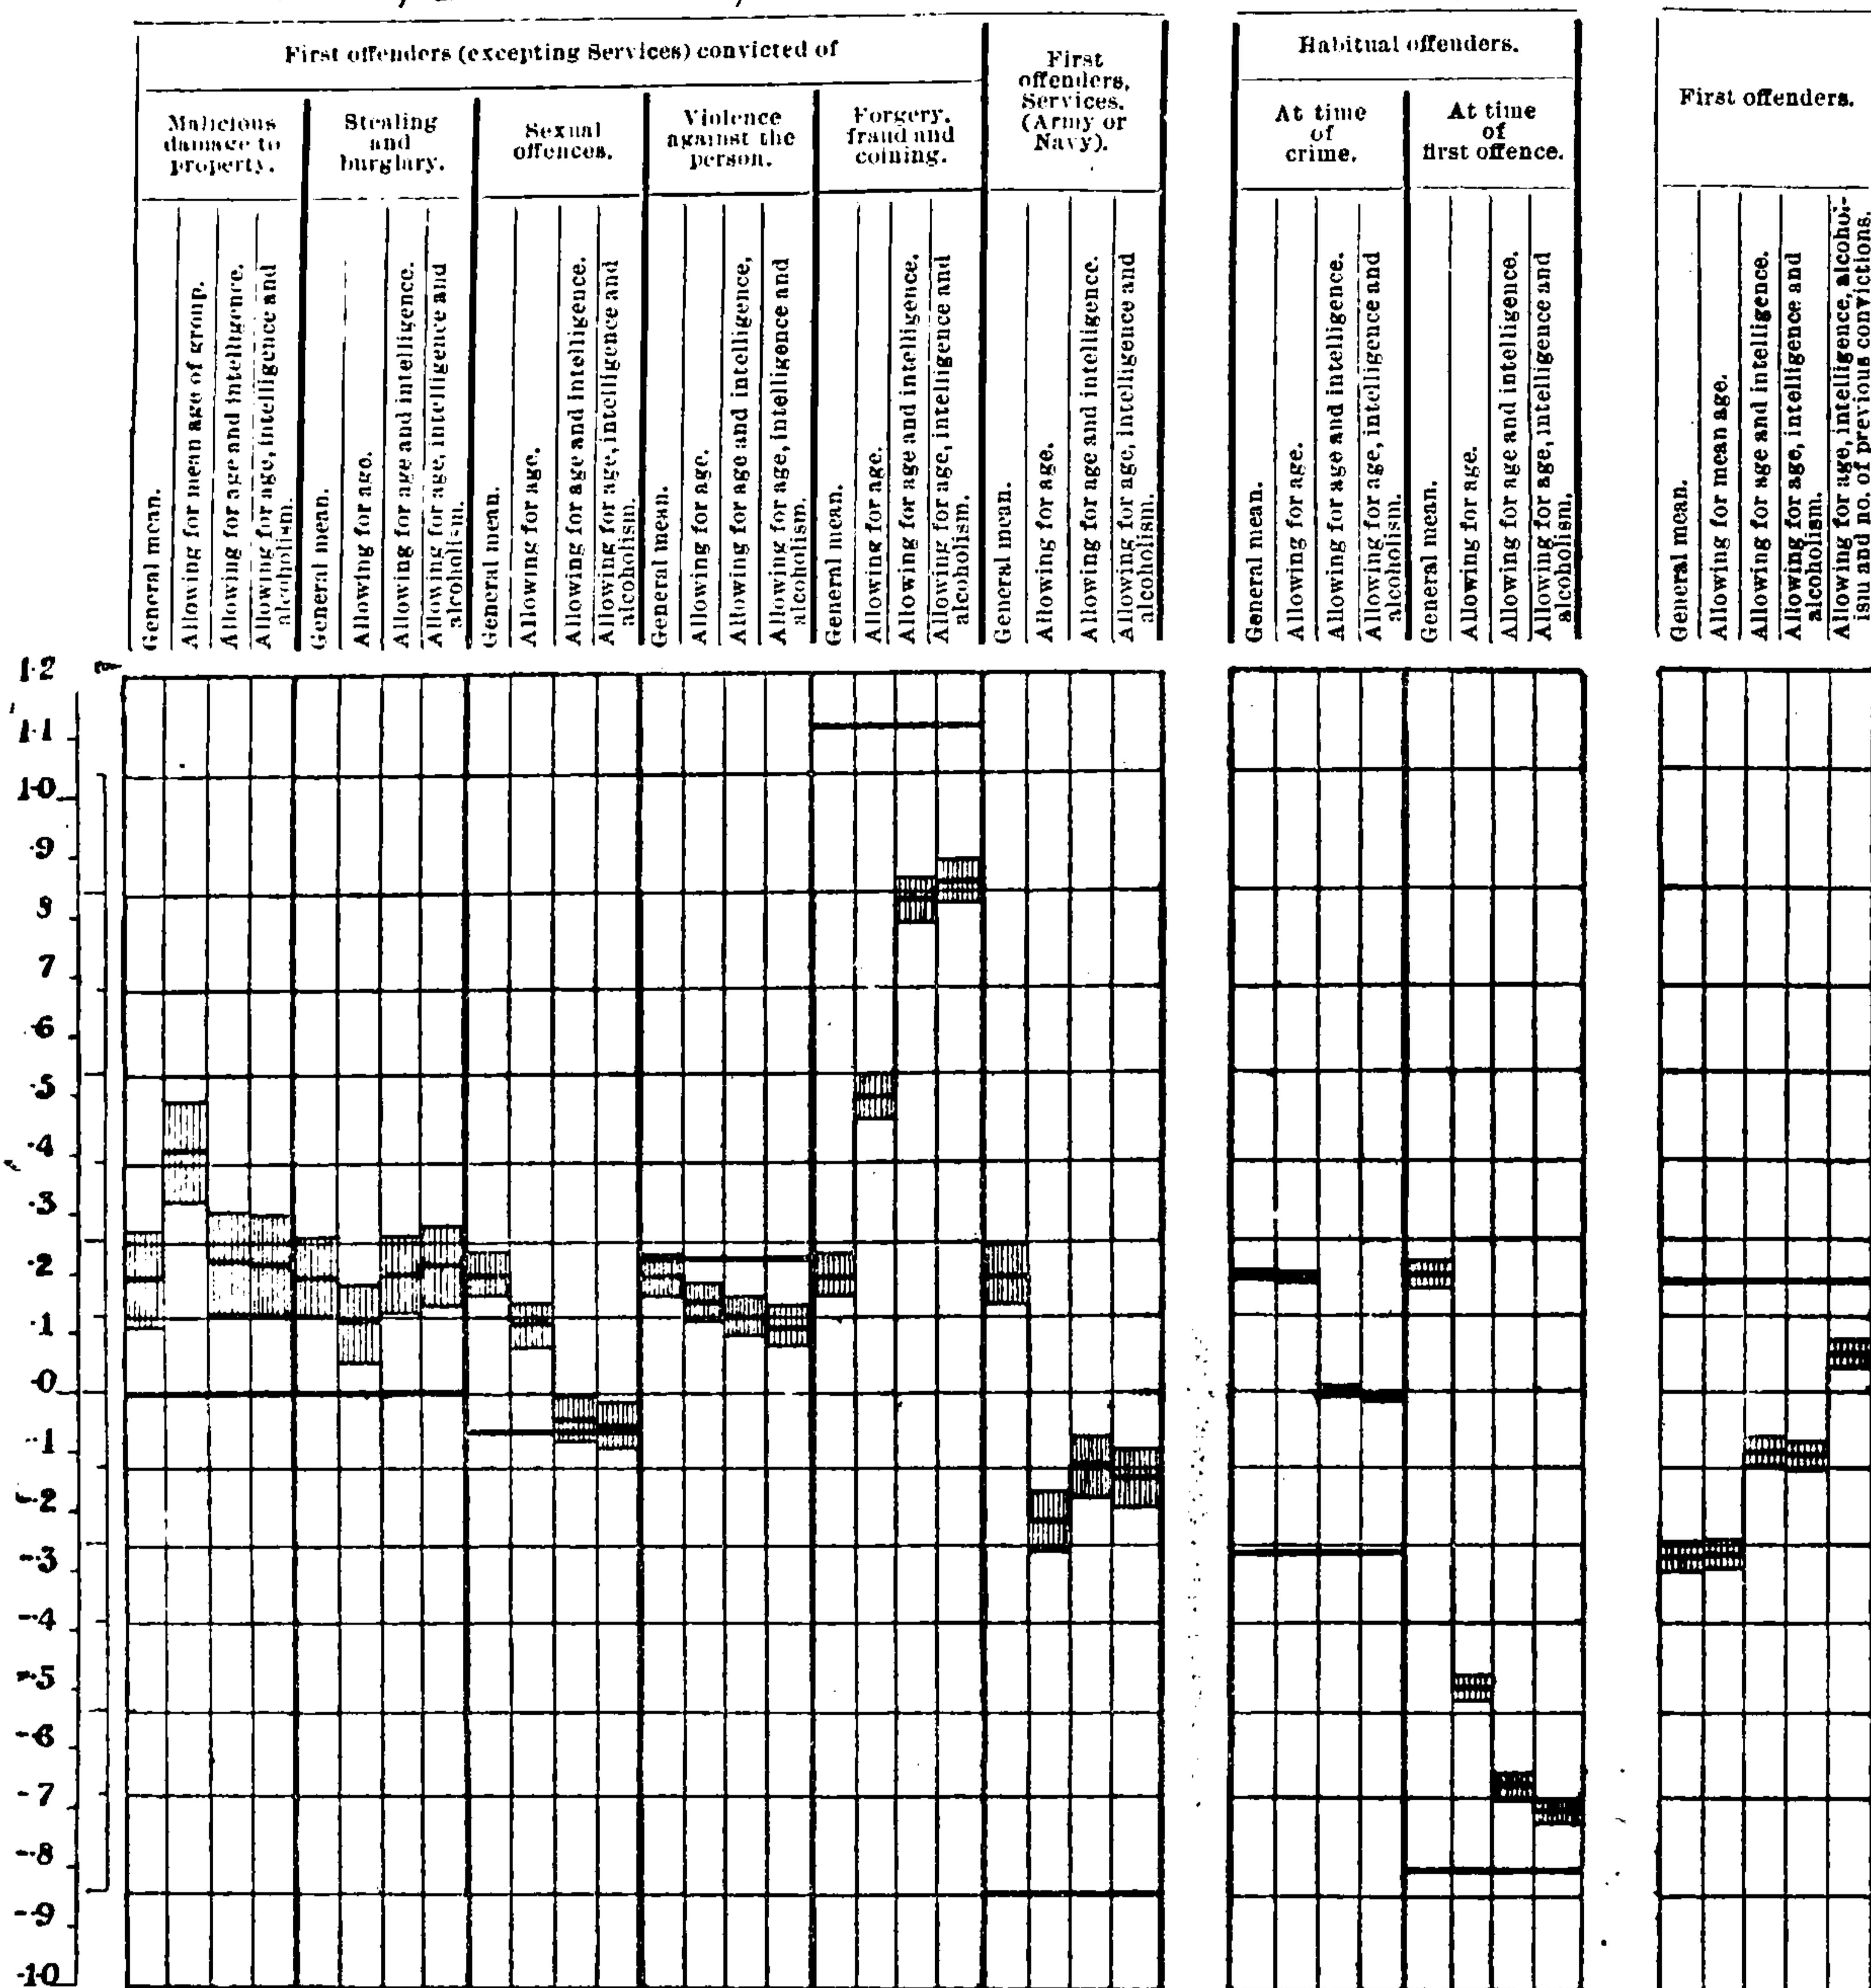 First offenders (excepting Services) convicted of
Malicious
damage to
property.
Stealing
and
burglary.
Sexual
offences.
Violence
against the
person.
Forgery,
fraud and
coining.
First
offenders,
Services.
(Army or
Navy).
Habitual offenders.
At time
of
crime.
At time
of
first offence.
First offenders.
General mean.
Allowing for mean age of group.
Allowing for age and intelligence.
Allowing for age, intelligence and
alcoholism.
General mean.
Allowing for age.
Allowing for age and intelligence.
Allowing for age, intelligence and
alcoholism.
General mean.
Allowing for age.
Allowing for age and intelligence.
Allowing for age, intelligence and
alcoholism.
General mean.
Allowing for age.
Allowing for age and intelligence,
Allowing for age, intelligence and
alcoholism.
General mean.
Allowing for age.
Allowing for age and intelligence.
Allowing for age, intelligence and
alcoholism.
General mean.
Allowing for age.
Allowing for age and intelligence.
Allowing for age, intelligence and
alcoholism.
General mean.
Allowing for age.
Allowing for age and intelligence.
Allowing for age, intelligence and
alcoholism.
General mean.
Allowing for age.
Allowing for age and intelligence.
Allowing for age, intelligence and
alcoholism.
General mean.
Allowing for mean age.
Allowing for age and intelligence.
Allowing for age, intelligence and
alcoholism.
Allowing for age, intelligence, alcohol-
ism and no. of previous convictions.
1·2
1·1
1·0
·9
8
7
·6
·5
·4
·3
·2
·1
·0
-·1
-·2
-·3
-·4
-·5
-·6
-·7
-·8
-·9
-1·0